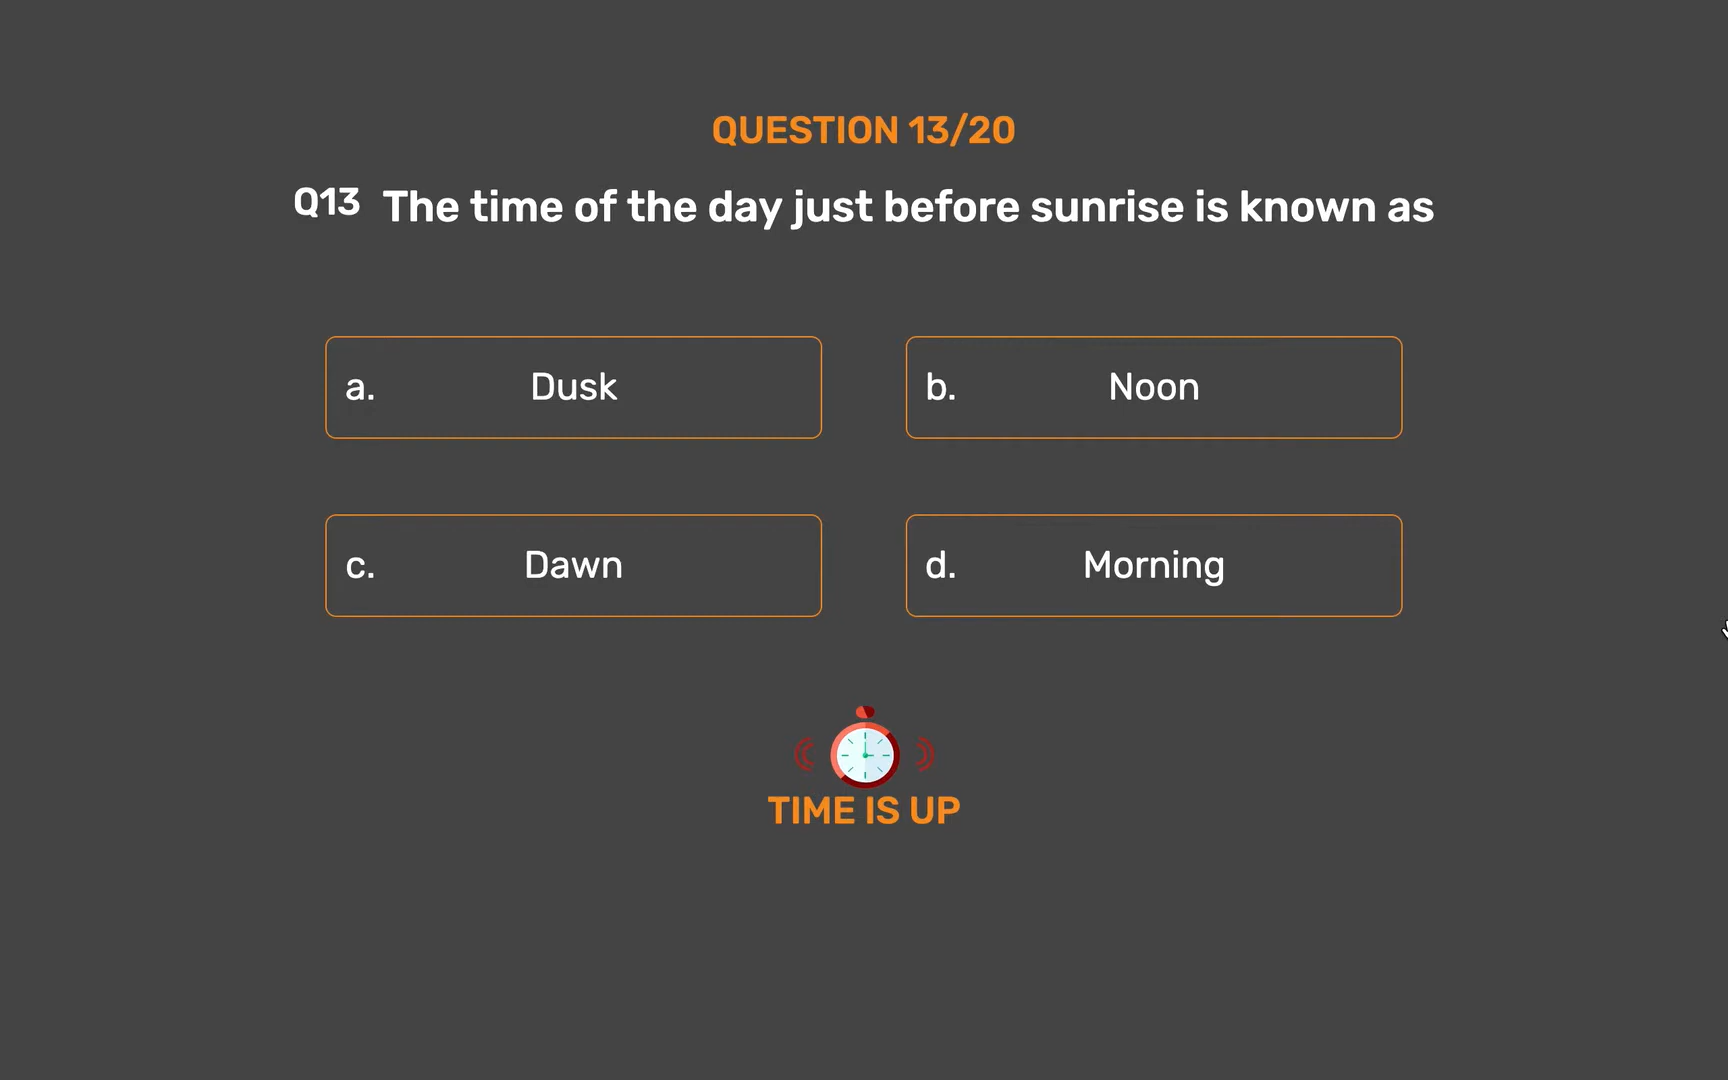 QUESTION 13/20
Q13 The time of the day just before sunrise is known as
a. Dusk
b. Noon
c. Dawn
d. Morning
TIME IS UP